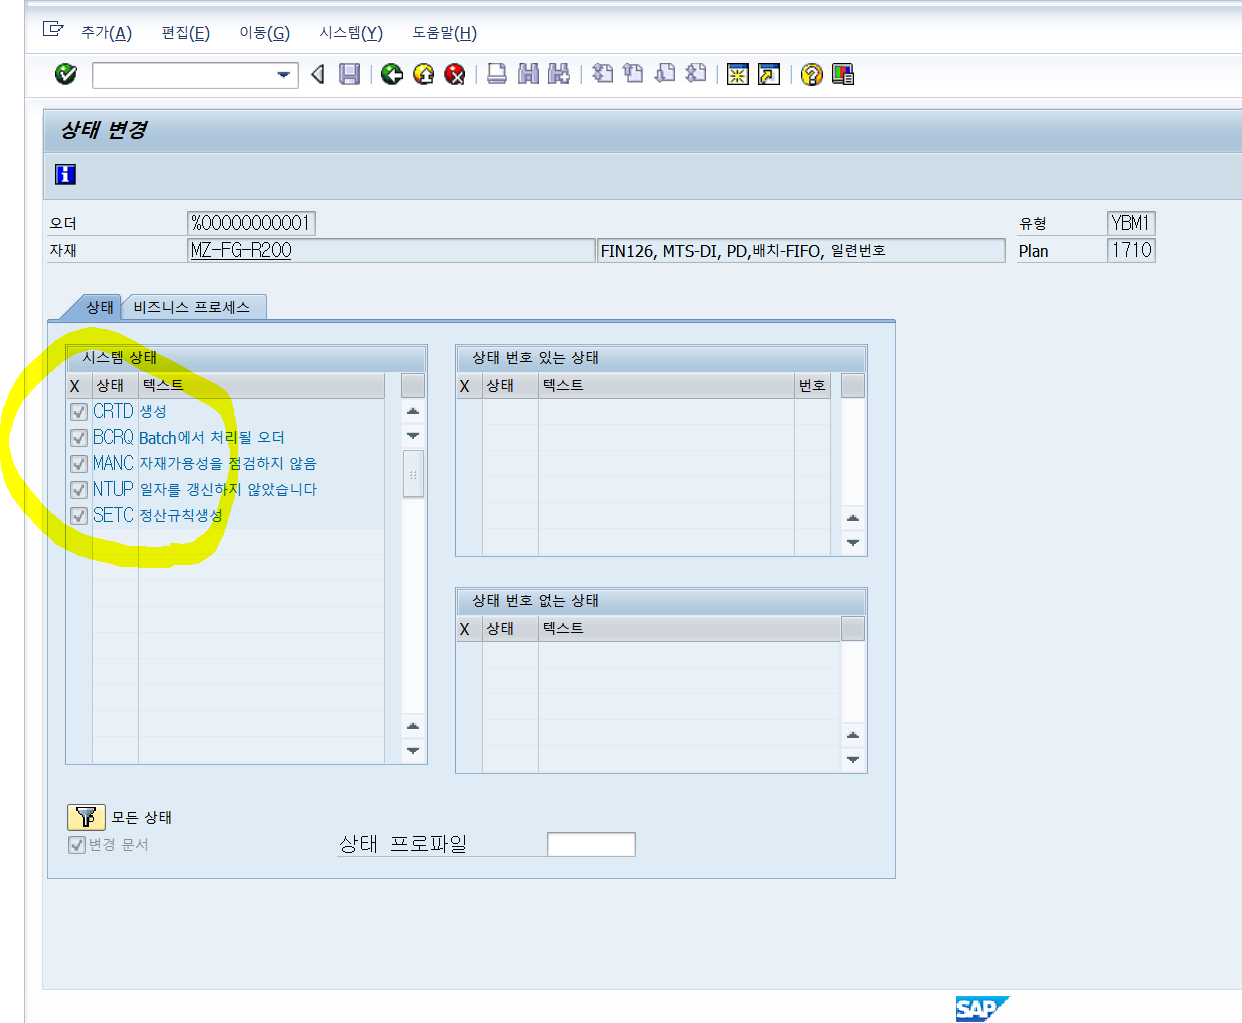 추가(A) 편집(E) 이동(G) 시스템(Y) 도움말(H)
상태 변경
오더 %00000000001 유형 YBM1
자재 MZ-FG-R200 FIN126, MTS-DI, PD,배치-FIFO, 일련번호 Plan 1710
상태 비즈니스 프로세스
시스템 상태
X 상태 텍스트
CRTD 생성
BCRQ Batch에서 처리될 오더
MANC 자재가용성을 점검하지 않음
NTUP 일자를 갱신하지 않았습니다
SETC 정산규칙생성
상태 번호 있는 상태
X 상태 텍스트 번호
상태 번호 없는 상태
X 상태 텍스트
모든 상태
변경 문서
상태 프로파일
SAP